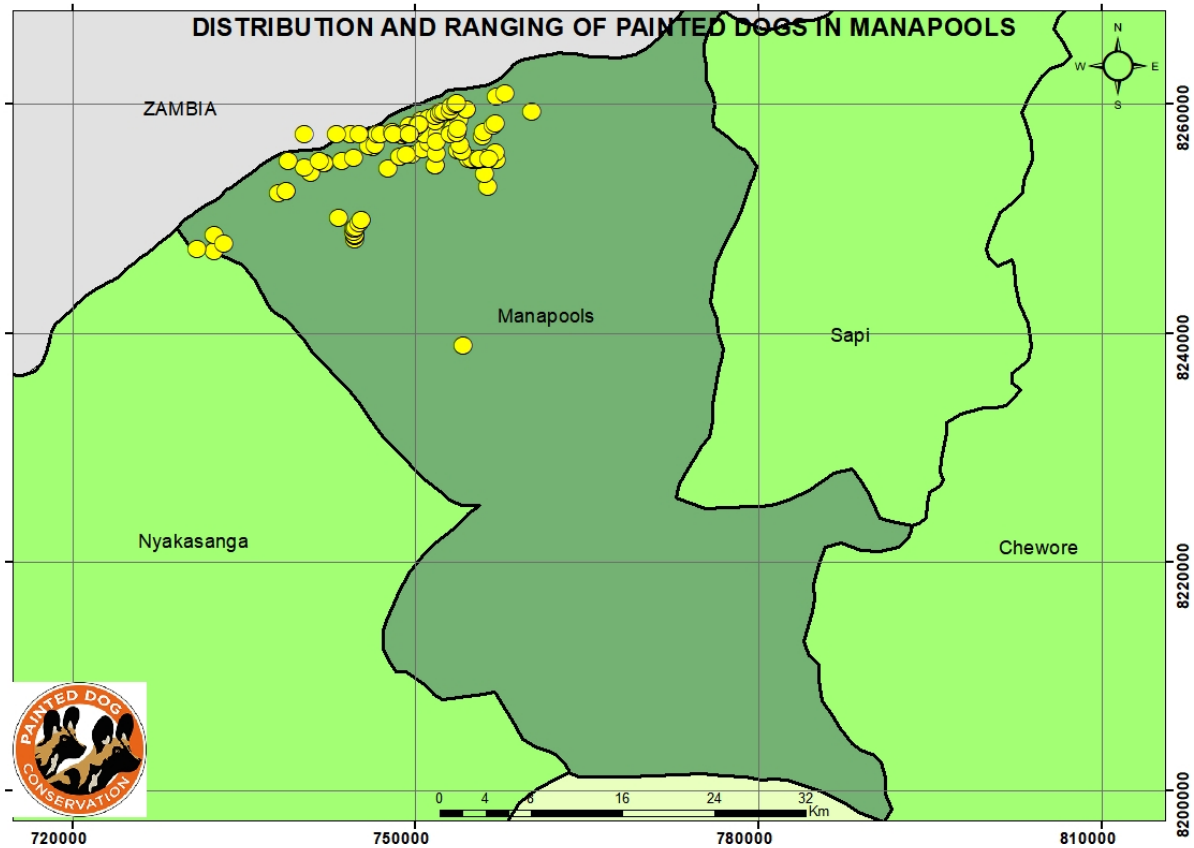 DISTRIBUTION AND RANGING OF PAINTED DOGS IN MANAPOOLS
N
W E
S
ZAMBIA
8260000
Manapools
Sapi
8240000
Nyakasanga
Chewore
8220000
PAINTED DOG
CONSERVATION
0 4 8 16 24 32
Km
8200000
720000 750000 780000 810000